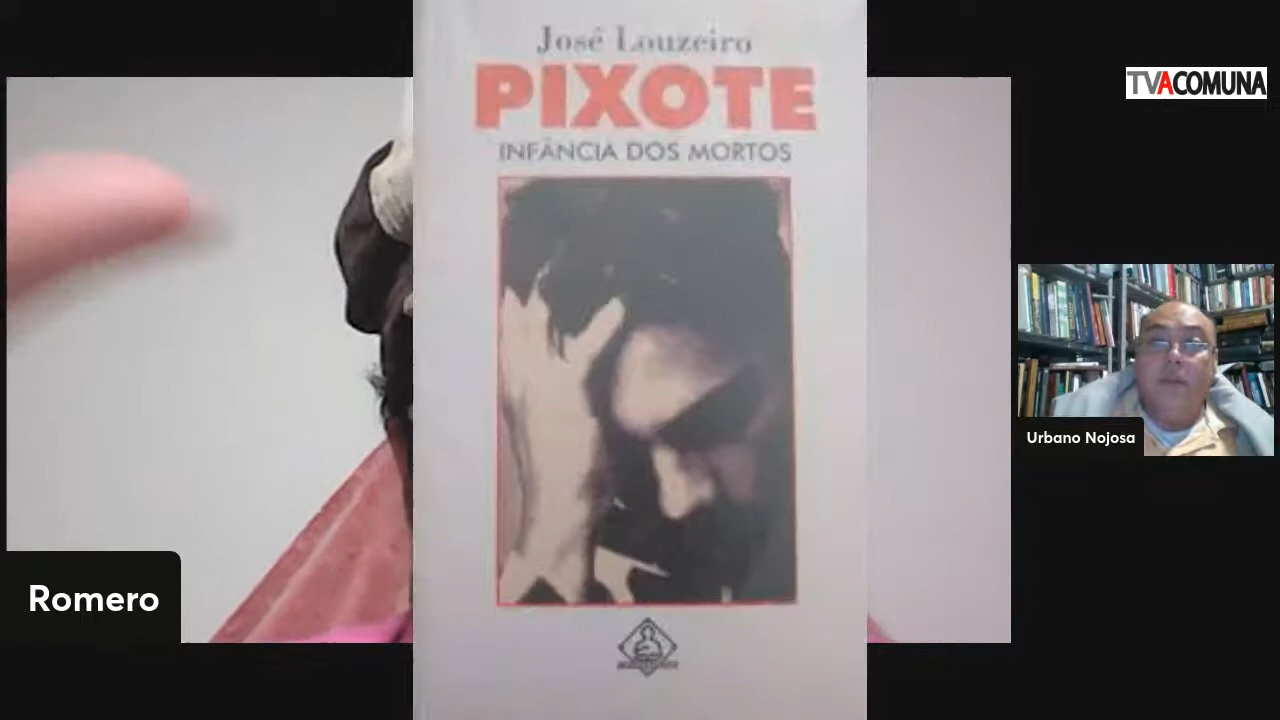 José Louzeiro
PIXOTE
INFÂNCIA DOS MORTOS
TVACOMUNA
Urbano Nojosa
Romero